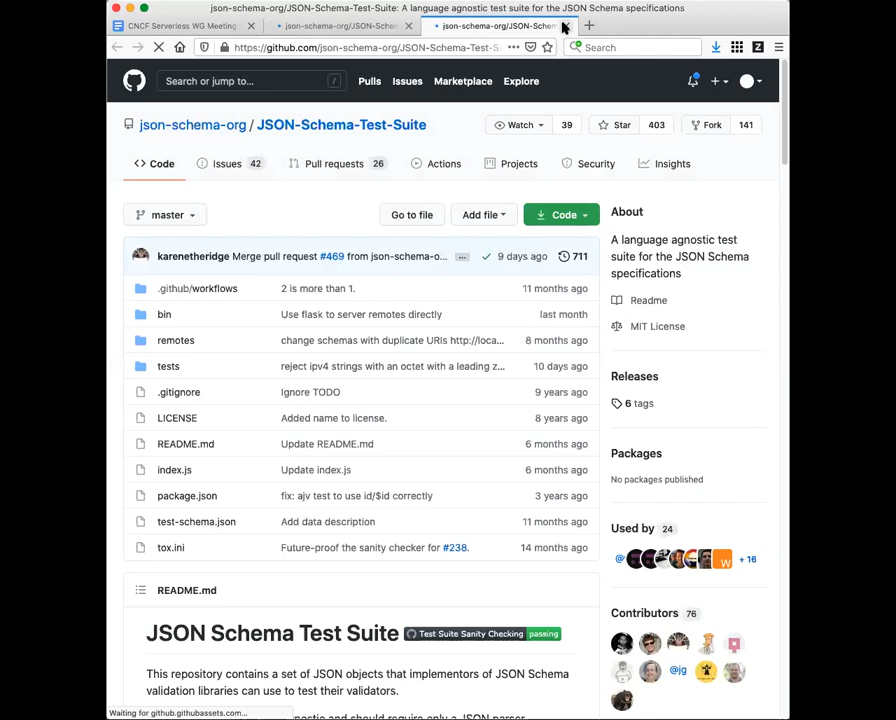 json-schema-org/JSON-Schema-Test-Suite: A language agnostic test suite for the JSON Schema specifications
CNCF Serverless WG Meeting
json-schema-org/JSON-Schem
json-schema-org/JSON-Schem
https://github.com/json-schema-org/JSON-Schema-Test-S
Search
Search or jump to...
/
Pulls
Issues
Marketplace
Explore
json-schema-org / JSON-Schema-Test-Suite
Watch
39
Star
403
Fork
141
Code
Issues 42
Pull requests 26
Actions
Projects
Security
Insights
master
Go to file
Add file
Code
karenetheridge Merge pull request #469 from json-schema-o...
...
9 days ago
711
.github/workflows
2 is more than 1.
11 months ago
bin
Use flask to server remotes directly
last month
remotes
change schemas with duplicate URIs http://loca...
8 months ago
tests
reject ipv4 strings with an octet with a leading z...
10 days ago
.gitignore
Ignore TODO
9 years ago
LICENSE
Added name to license.
8 years ago
README.md
Update README.md
6 months ago
index.js
Update index.js
6 months ago
package.json
fix: ajv test to use id/$id correctly
3 years ago
test-schema.json
Add data description
11 months ago
tox.ini
Future-proof the sanity checker for #238.
14 months ago
README.md
JSON Schema Test Suite
Test Suite Sanity Checking passing
This repository contains a set of JSON objects that implementors of JSON Schema
validation libraries can use to test their validators.
About
A language agnostic test
suite for the JSON Schema
specifications
Readme
MIT License
Releases
6 tags
Packages
No packages published
Used by 24
+ 16
Contributors 76
@jg
Waiting for github.githubassets.com...